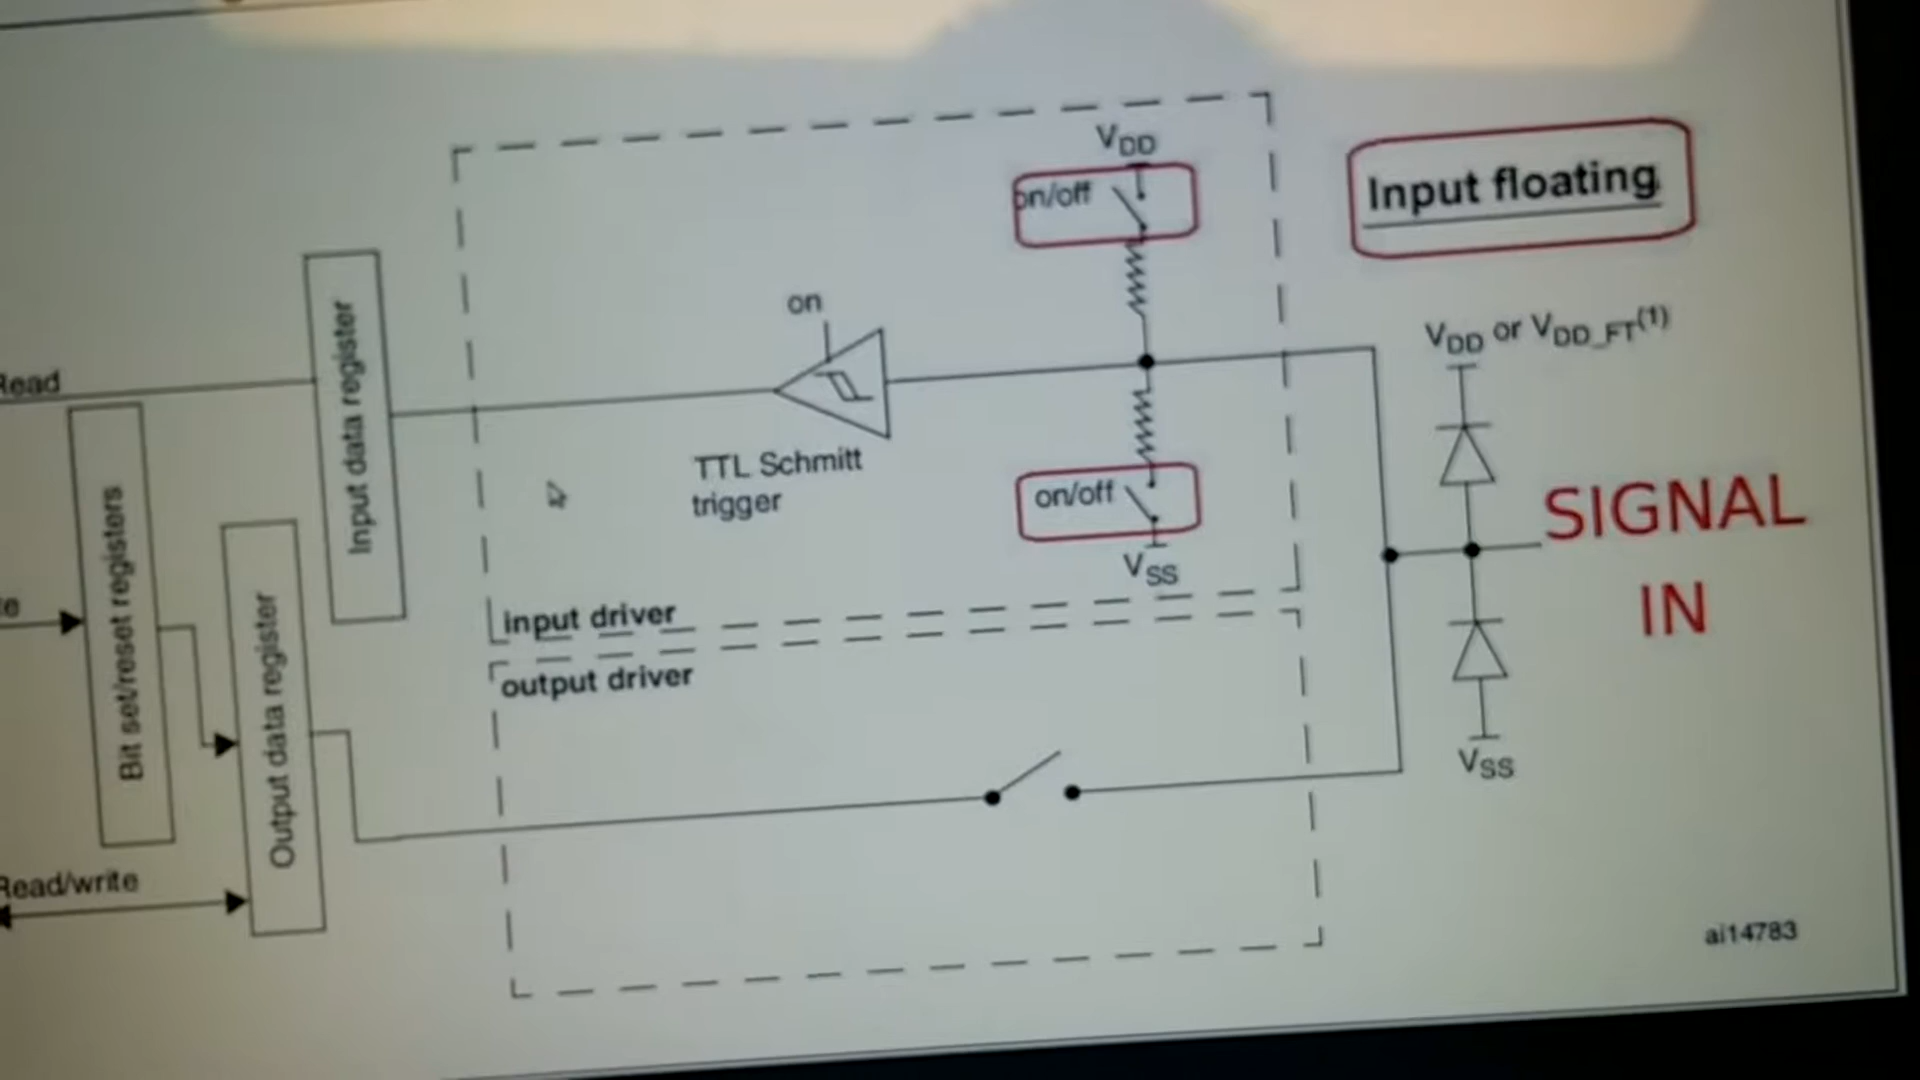 VDD
on/off
Input floating
on
VDD or VDD_FT(1)
Read
Input data register
TTL Schmitt
trigger
on/off
VSS
SIGNAL
IN
Bit set/reset registers
input driver
output driver
Output data register
VSS
Read/write
ai14783